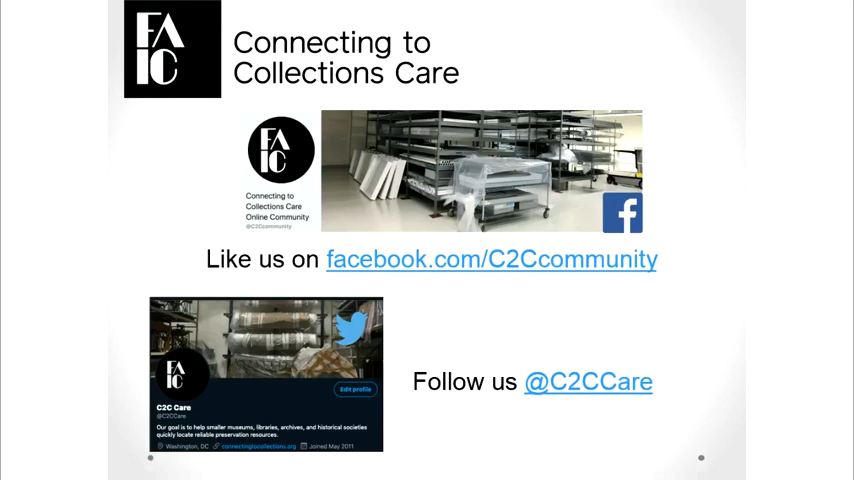 FA
IC
Connecting to
Collections Care
FA
IC
Connecting to
Collections Care
Online Community
@C2Ccommunity
f
Like us on facebook.com/C2Ccommunity
FA
IC
Edit profile
C2C Care
@C2CCare
Our goal is to help smaller museums, libraries, archives, and historical societies
quickly locate reliable preservation resources.
Washington, DC connectingtocollections.org Joined May 2011
Follow us @C2CCare